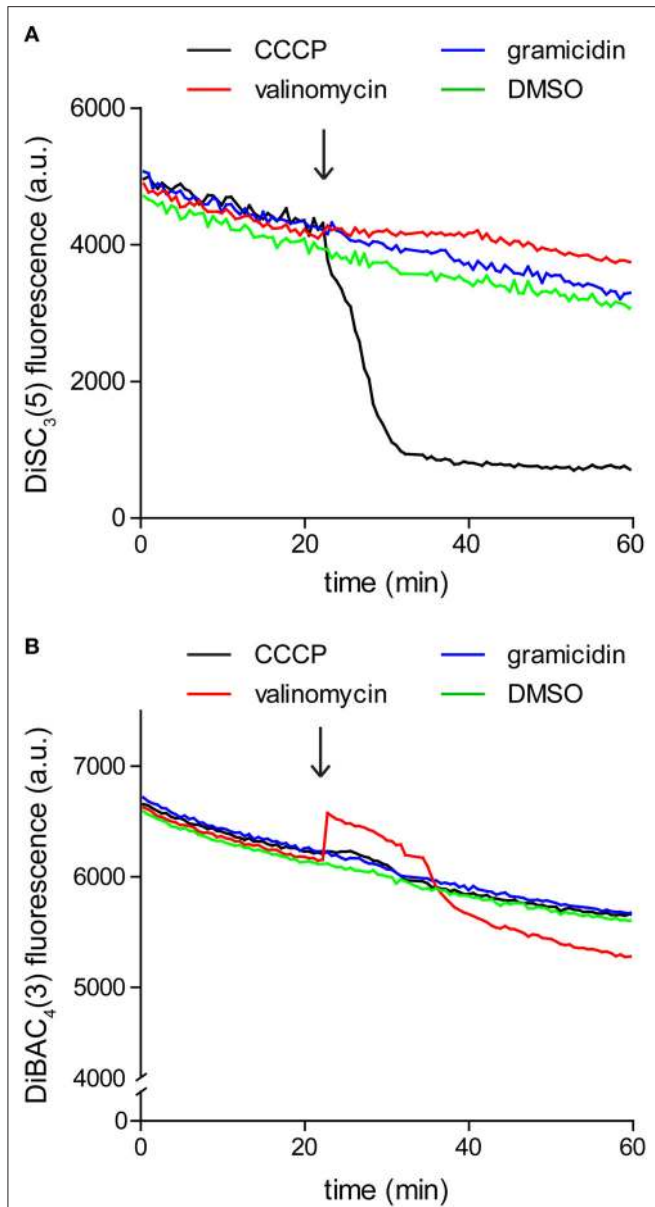 A
CCCP gramicidin
valinomycin DMSO
6000
4000
2000
0
DiSC3(5) fluorescence (a.u.)
0 20 40 60
time (min)
B
CCCP gramicidin
valinomycin DMSO
7000
6000
5000
4000
0
DiBAC4(3) fluorescence (a.u.)
0 20 40 60
time (min)